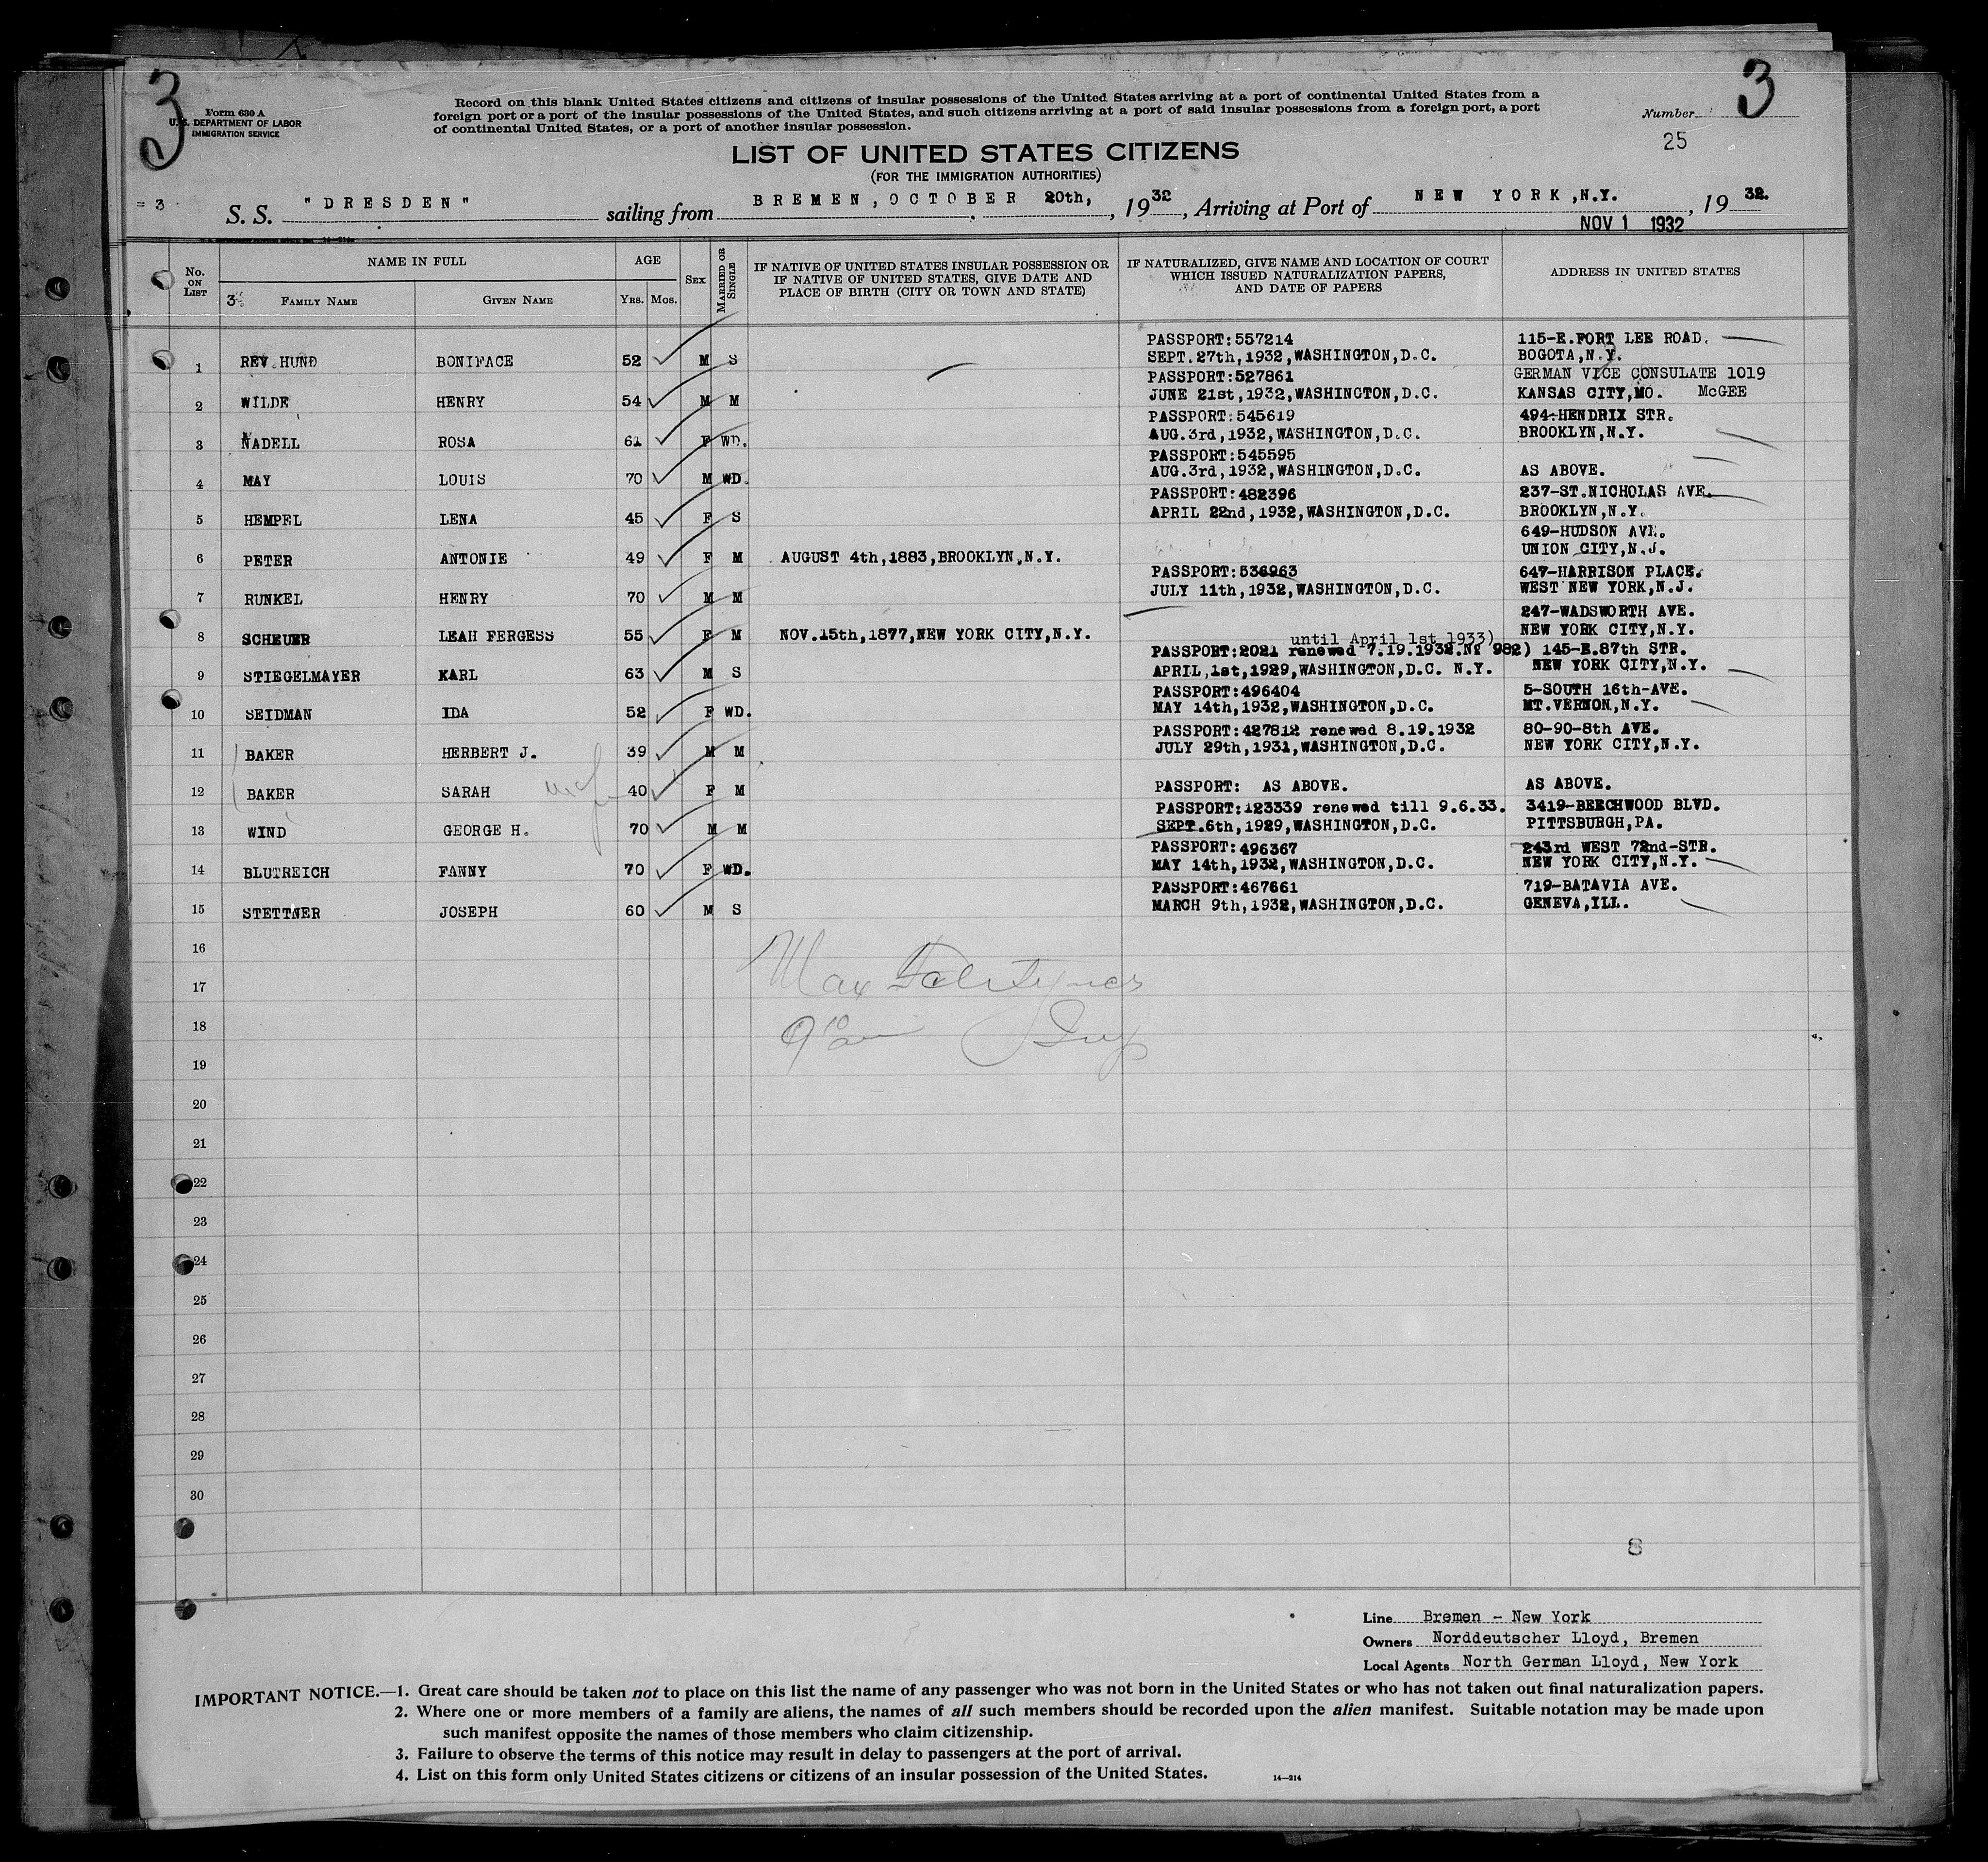 3
Form 630 A
U.S. DEPARTMENT OF LABOR
IMMIGRATION SERVICE
Record on this blank United States citizens and citizens of insular possessions of the United States arriving at a port of continental United States from a
foreign port or a port of the insular possessions of the United States, and such citizens arriving at a port of said insular possessions from a foreign port, a port
of continental United States, or a port of another insular possession.
Number 3
25
LIST OF UNITED STATES CITIZENS
(FOR THE IMMIGRATION AUTHORITIES)
= 3 S. S. "DRESDEN" sailing from BREMEN, OCTOBER 20th, 1932, Arriving at Port of NEW YORK, N.Y., 1932.
NOV 1 1932
No. ON LIST
NAME IN FULL
FAMILY NAME
GIVEN NAME
AGE
YRS. MOS.
SEX
MARRIED OR SINGLE
IF NATIVE OF UNITED STATES INSULAR POSSESSION OR
IF NATIVE OF UNITED STATES, GIVE DATE AND
PLACE OF BIRTH (CITY OR TOWN AND STATE)
IF NATURALIZED, GIVE NAME AND LOCATION OF COURT
WHICH ISSUED NATURALIZATION PAPERS,
AND DATE OF PAPERS
ADDRESS IN UNITED STATES
PASSPORT:557214 115-E.FORT LEE ROAD.
1 REV.HUND BONIFACE 52 M S SEPT.27th,1932,WASHINGTON,D.C. BOGOTA,N.Y.
PASSPORT:527861 GERMAN VICE CONSULATE 1019
2 WILDE HENRY 54 M M JUNE 21st,1932,WASHINGTON,D.C. KANSAS CITY,MO. McGEE
PASSPORT:545619 494-HENDRIX STR.
3 NADELL ROSA 61 F WD. AUG.3rd,1932,WASHINGTON,D.C. BROOKLYN,N.Y.
PASSPORT:545595
4 MAY LOUIS 70 M WD. AUG.3rd,1932,WASHINGTON,D.C. AS ABOVE.
PASSPORT:482396 237-ST.NICHOLAS AVE.
5 HEMPEL LENA 45 F S APRIL 22nd,1932,WASHINGTON,D.C. BROOKLYN,N.Y.
649-HUDSON AVE.
6 PETER ANTONIE 49 F M AUGUST 4th,1883,BROOKLYN,N.Y. UNION CITY,N.J.
PASSPORT:536963 647-HARRISON PLACE.
7 RUNKEL HENRY 70 M M JULY 11th,1932,WASHINGTON,D.C. WEST NEW YORK,N.J.
247-WADSWORTH AVE.
8 SCHEUER LEAH FERGESS 55 F M NOV.15th,1877,NEW YORK CITY,N.Y. NEW YORK CITY,N.Y.
until April 1st 1933)
PASSPORT:2021 renewed 7.19.1932.No 982) 145-E.87th STR.
9 STIEGELMAYER KARL 63 M S APRIL,1st,1929,WASHINGTON,D.C. N.Y. NEW YORK CITY,N.Y.
PASSPORT:496404 5-SOUTH 16th-AVE.
10 SEIDMAN IDA 52 F WD. MAY 14th,1932,WASHINGTON,D.C. MT.VERNON,N.Y.
PASSPORT:427812 renewed 8.19.1932 80-90-8th AVE.
11 BAKER HERBERT J. 39 M M JULY 29th,1931,WASHINGTON,D.C. NEW YORK CITY,N.Y.
12 BAKER SARAH 40 F M PASSPORT: AS ABOVE. AS ABOVE.
PASSPORT:123339 renewed till 9.6.33. 3419-BEECHWOOD BLVD.
13 WIND GEORGE H. 70 M M SEPT.6th,1929,WASHINGTON,D.C. PITTSBURGH,PA.
PASSPORT:496367 243rd WEST 72nd-STR.
14 BLUTREICH FANNY 70 F WD. MAY 14th,1932,WASHINGTON,D.C. NEW YORK CITY,N.Y.
PASSPORT:467661 719-BATAVIA AVE.
15 STETTNER JOSEPH 60 M S MARCH 9th,1932,WASHINGTON,D.C. GENEVA,ILL.
16
17 Max
18
19
20
21
22
23
24
25
26
27
28
29
30
8
Line Bremen - New York
Owners Norddeutscher Lloyd, Bremen
Local Agents North German Lloyd, New York
IMPORTANT NOTICE.—1. Great care should be taken not to place on this list the name of any passenger who was not born in the United States or who has not taken out final naturalization papers.
2. Where one or more members of a family are aliens, the names of all such members should be recorded upon the alien manifest. Suitable notation may be made upon
such manifest opposite the names of those members who claim citizenship.
3. Failure to observe the terms of this notice may result in delay to passengers at the port of arrival.
4. List on this form only United States citizens or citizens of an insular possession of the United States.
14—214